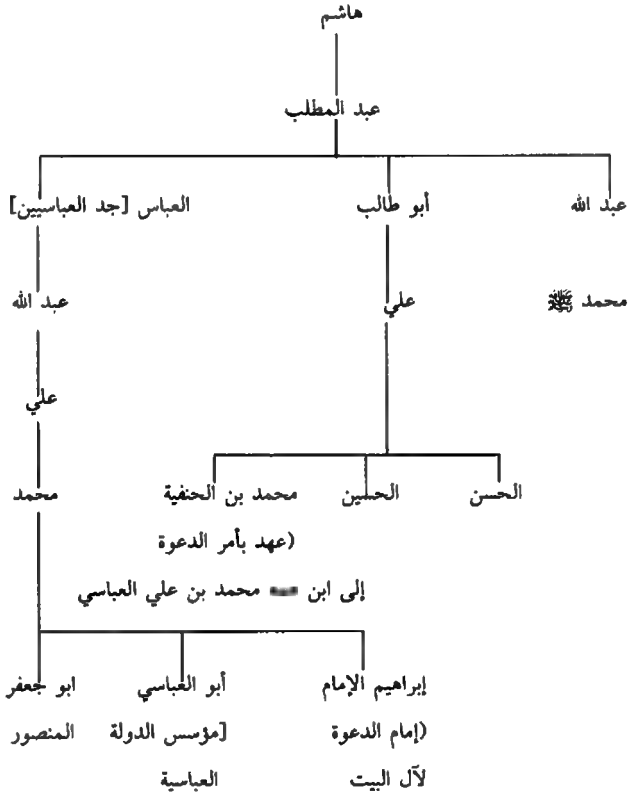 هاشم
عبد المطلب
عبد الله
أبو طالب
العباس [جد العباسيين]
محمد ﷺ
علي
عبد الله
علي
الحسن
الحسين
محمد بن الحنفية
محمد
(عهد بأمر الدعوة
إلى ابن محمد بن علي العباسي
إبراهيم الإمام
أبو العباسي
ابو جعفر
(إمام الدعوة
[مؤسس الدولة
المنصور
لآل البيت
العباسية